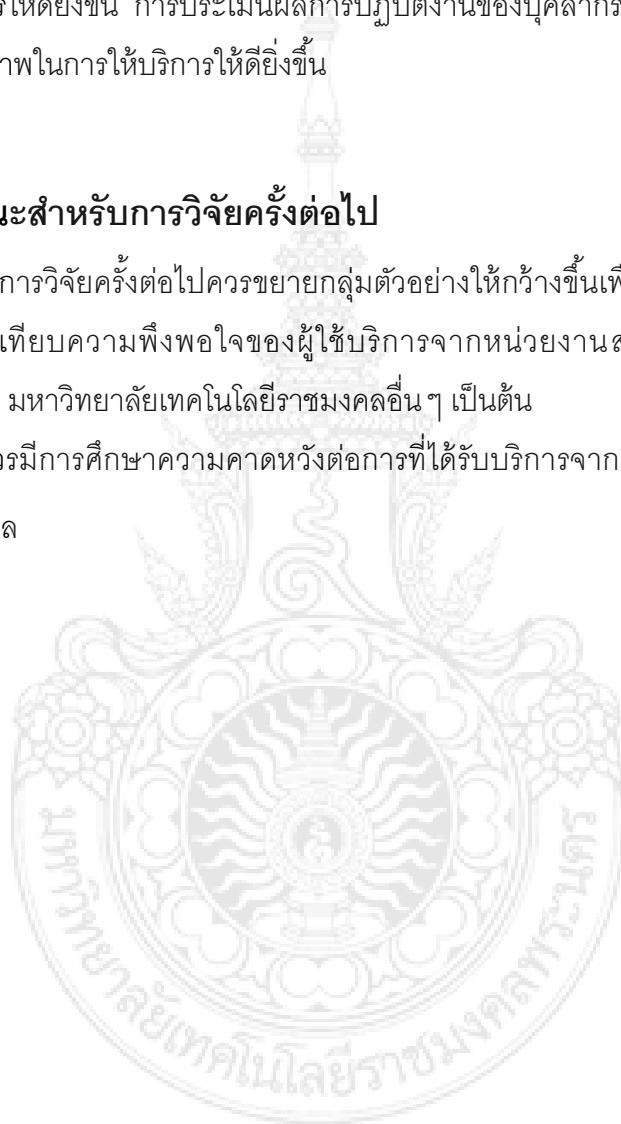 รให้ดียิ่งขึ้น การประเมินผลการปฏิบัติงานของบุคลากร
าพในการให้บริการให้ดียิ่งขึ้น
นะสำหรับการวิจัยครั้งต่อไป
การวิจัยครั้งต่อไปควรขยายกลุ่มตัวอย่างให้กว้างขึ้นเพื่
เทียบความพึงพอใจของผู้ใช้บริการจากหน่วยงานส
มหาวิทยาลัยเทคโนโลยีราชมงคลอื่น ๆ เป็นต้น
วรมีการศึกษาความคาดหวังต่อการที่ได้รับบริการจาก
ล
มหาวิทยาลัยเทคโนโลยีราชมงคลพระนคร